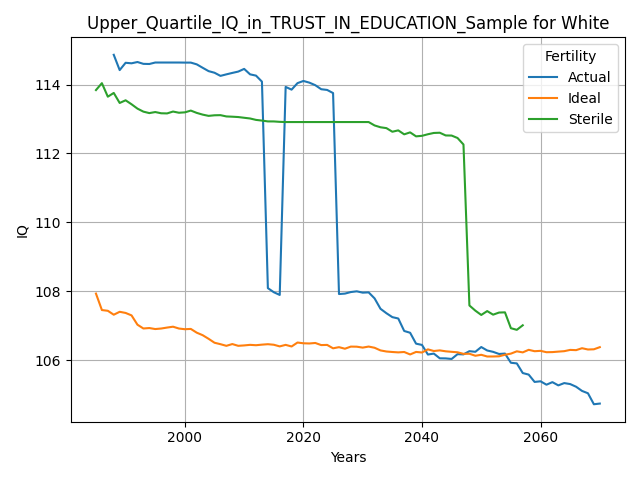 Upper_Quartile_IQ_in_TRUST_IN_EDUCATION_Sample for White
Fertility
Actual
Ideal
Sterile
114
112
110
108
106
IQ
2000
2020
2040
2060
Years